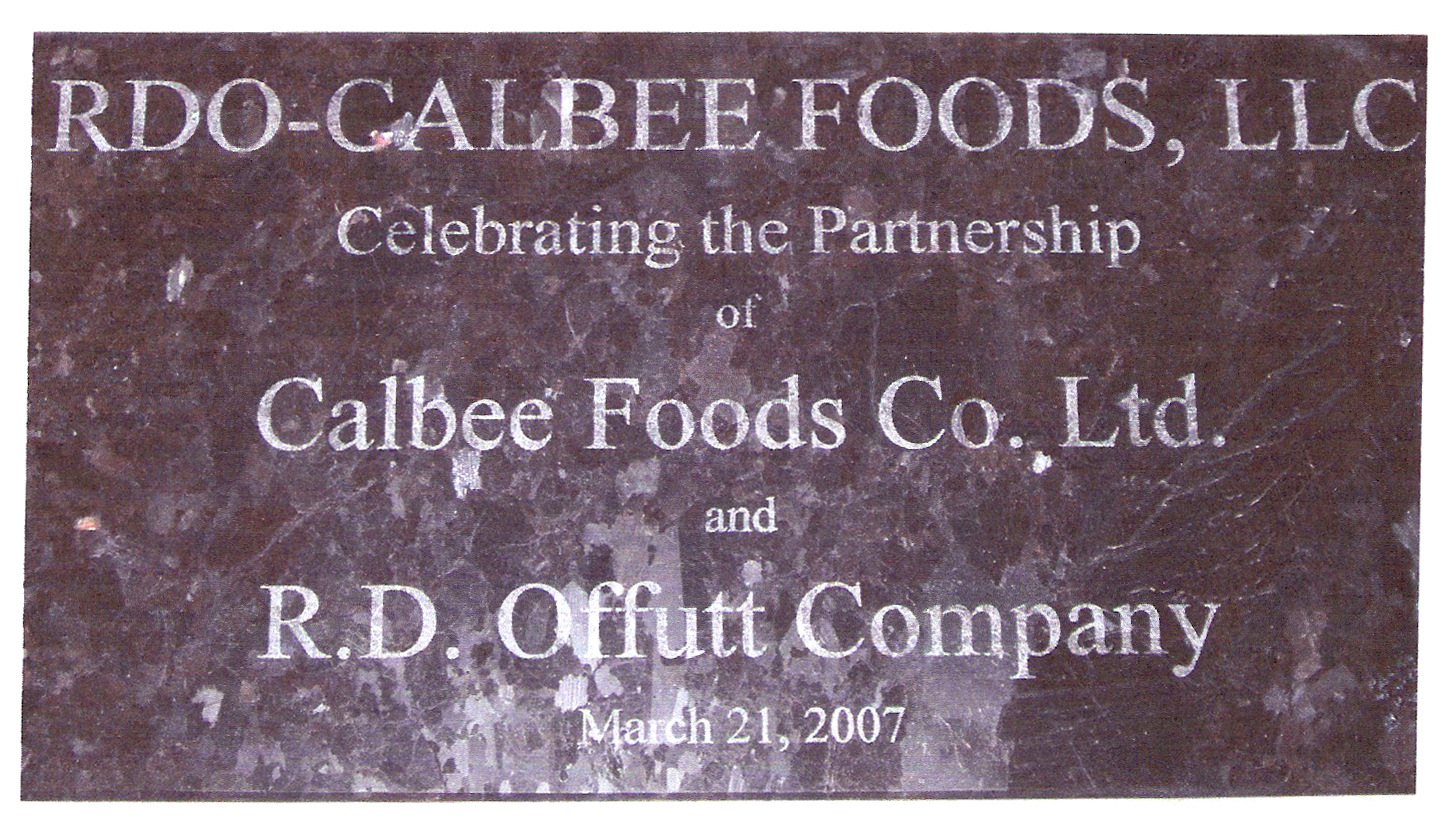 RDO-CALBEE FOODS, LLC
Celebrating the Partnership
of
Calbee Foods Co. Ltd.
and
R.D. Offutt Company
March 21, 2007